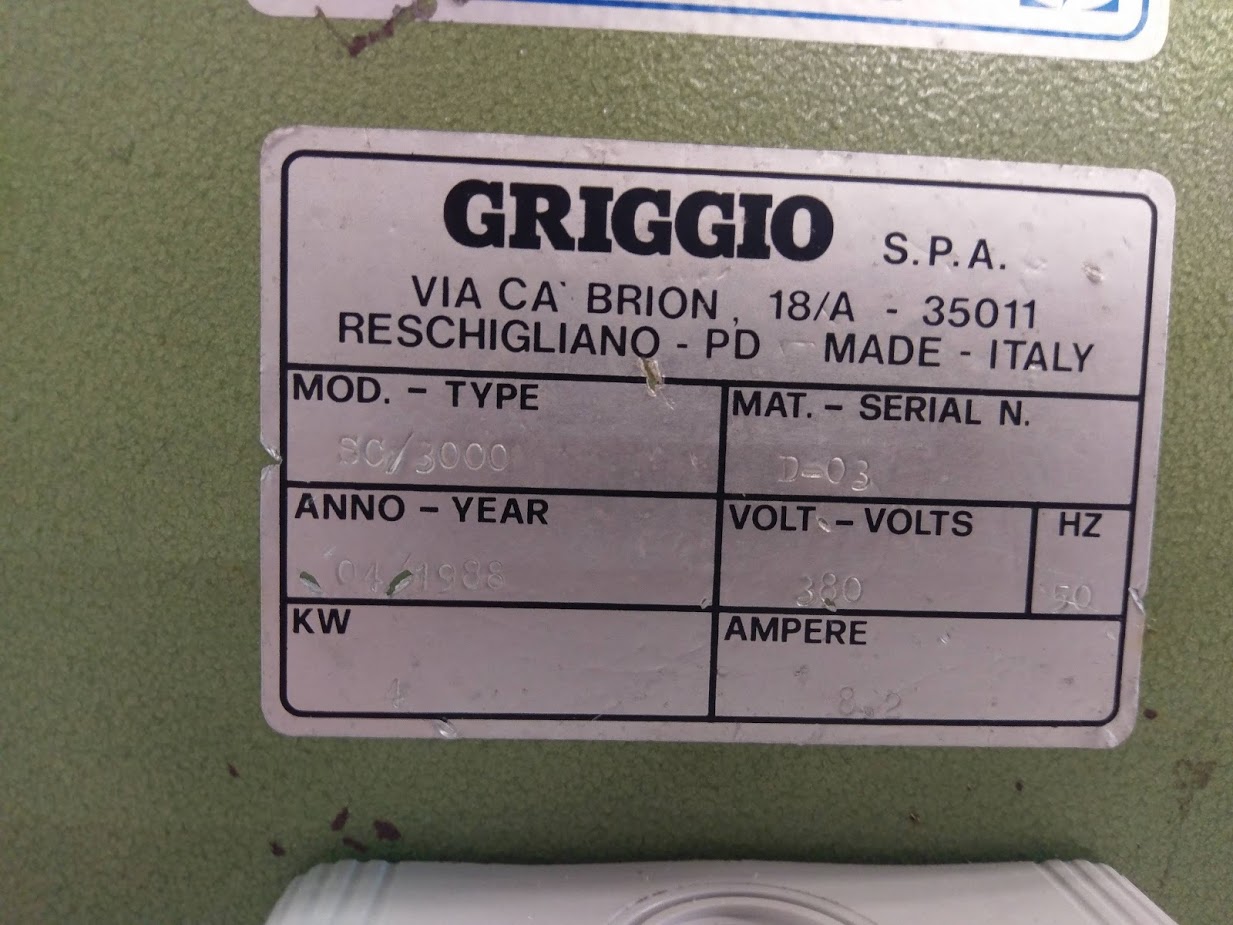 GRIGGIO S.P.A.
VIA CA' BRION, 18/A - 35011
RESCHIGLIANO - PD MADE - ITALY
MOD. - TYPE
SC/3000
MAT. - SERIAL N.
D-03
ANNO - YEAR
04/1988
VOLT. - VOLTS
380
HZ
50
KW
4
AMPERE
8.2